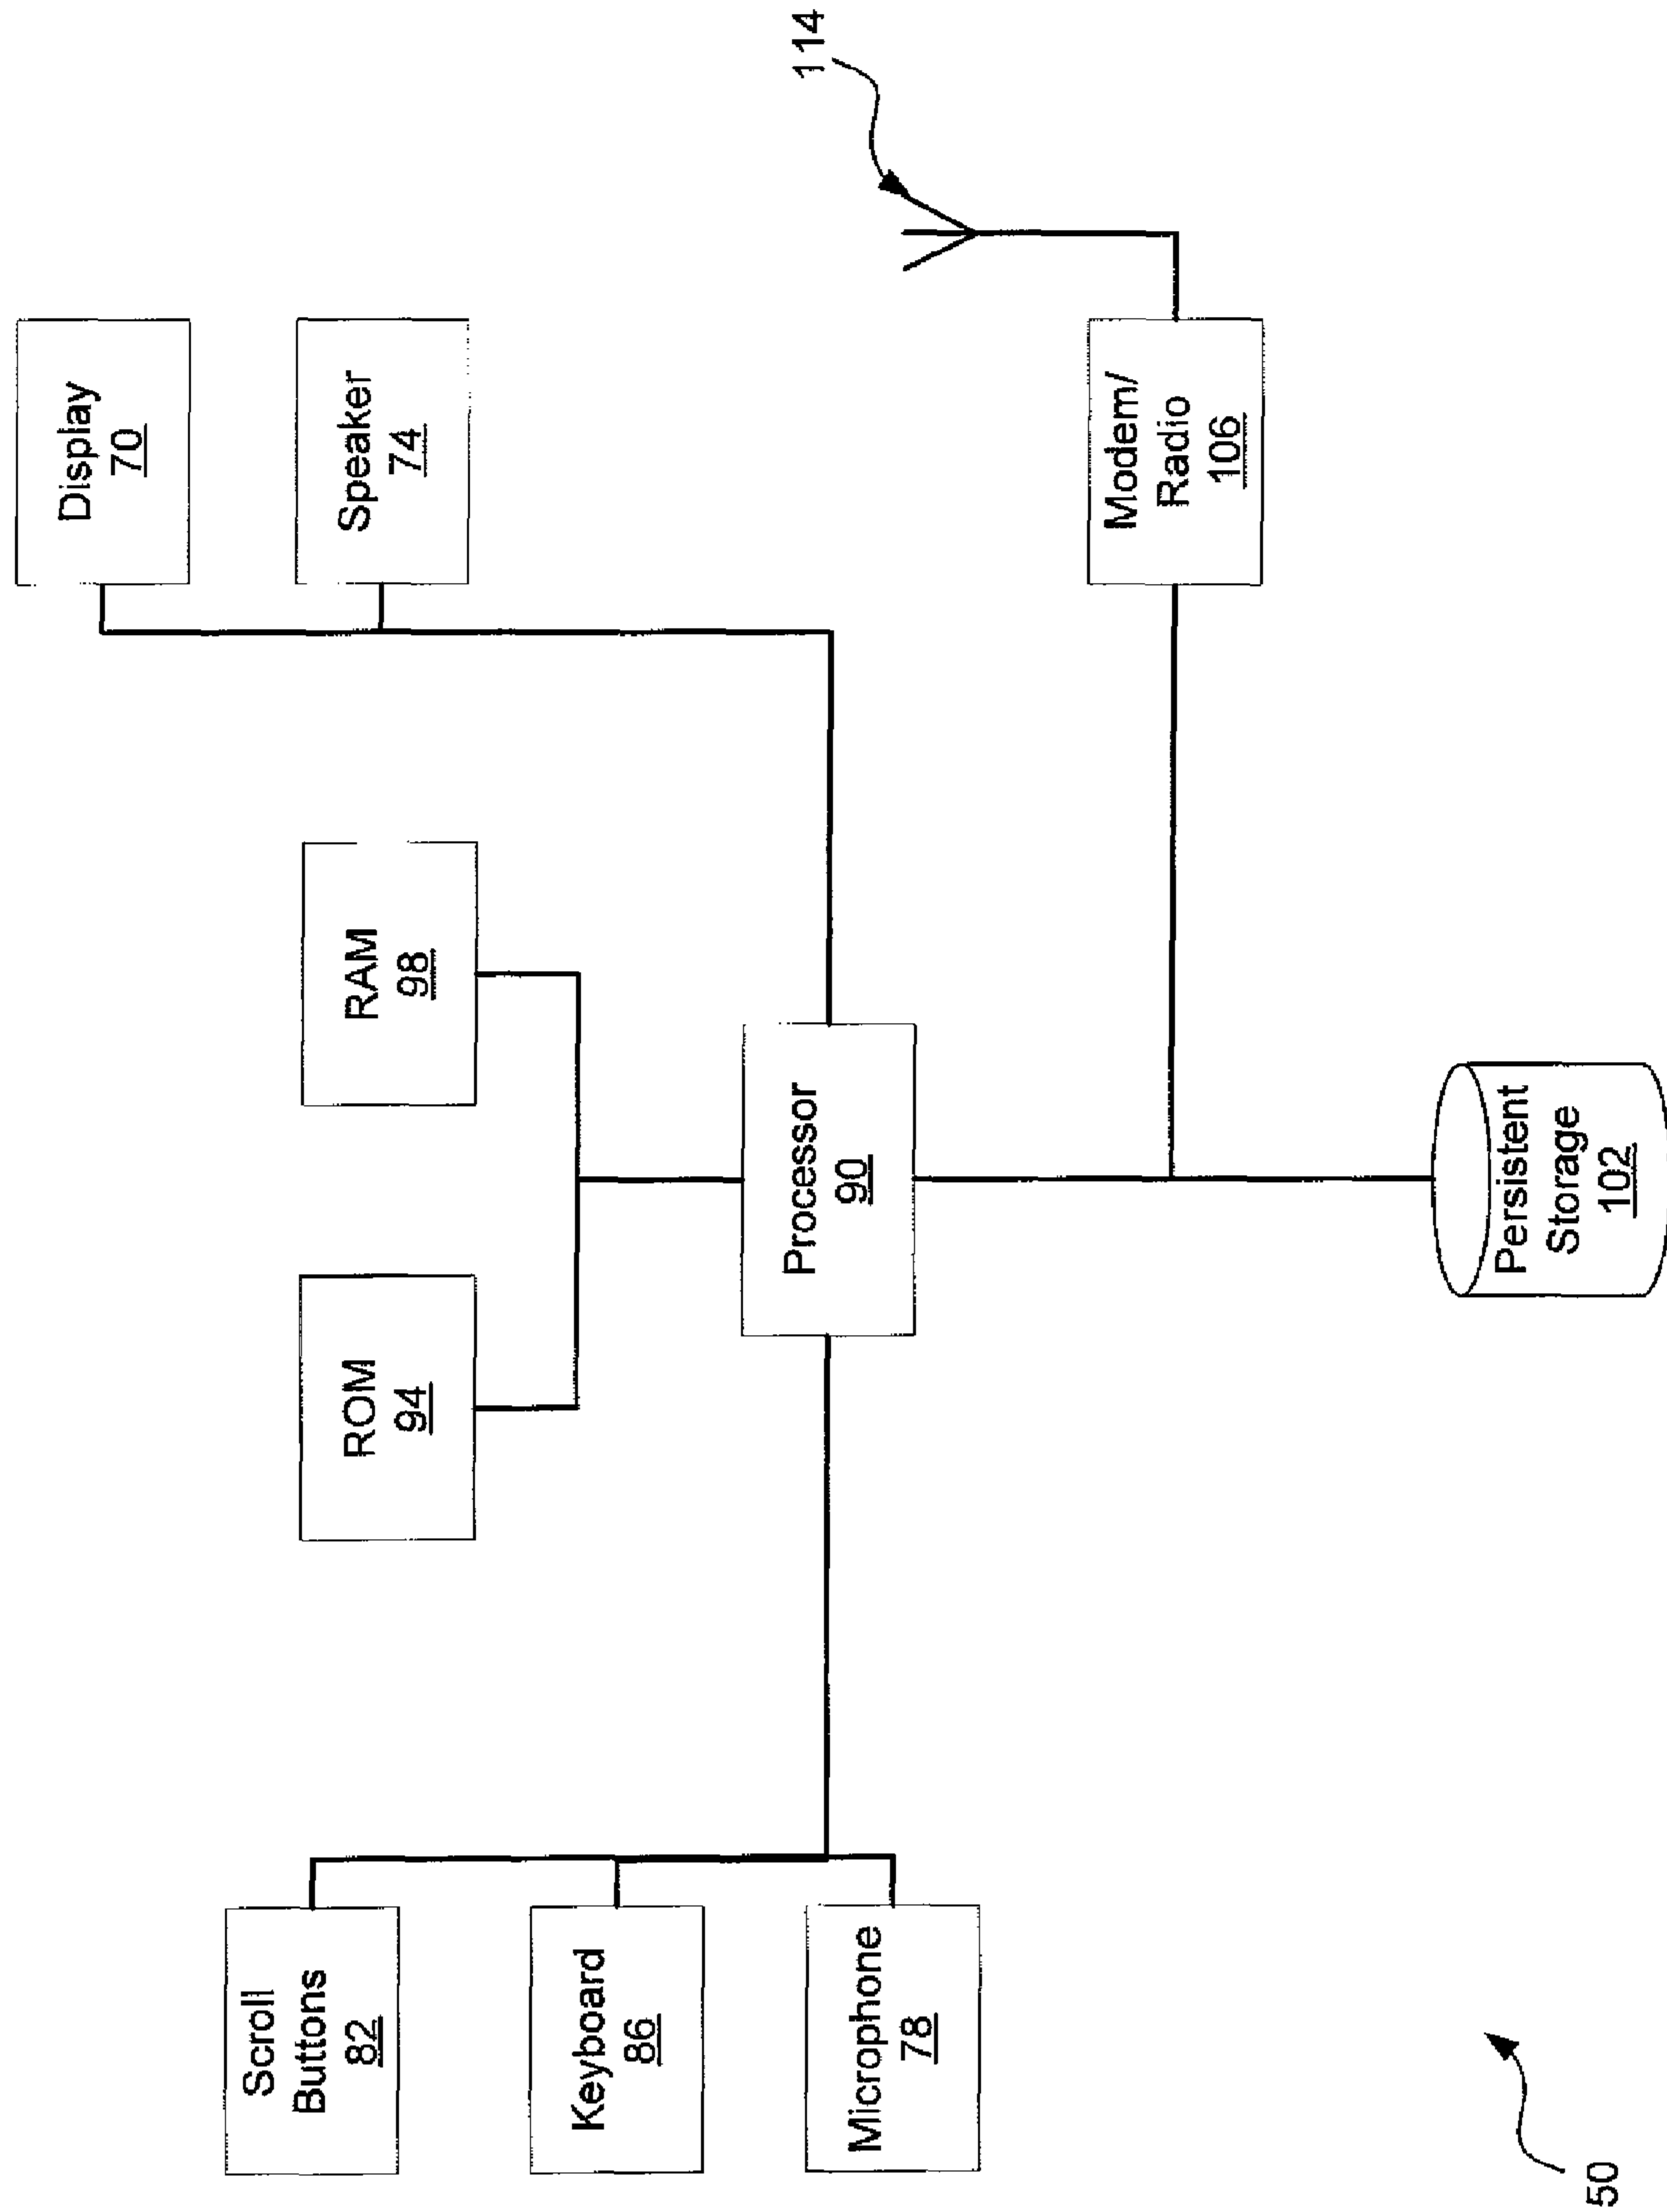 Scroll
Buttons
82
Keyboard
86
Microphone
78
ROM
94
RAM
98
Processor
90
Display
70
Speaker
74
Modem/
Radio
106
114
Persistent
Storage
102
50